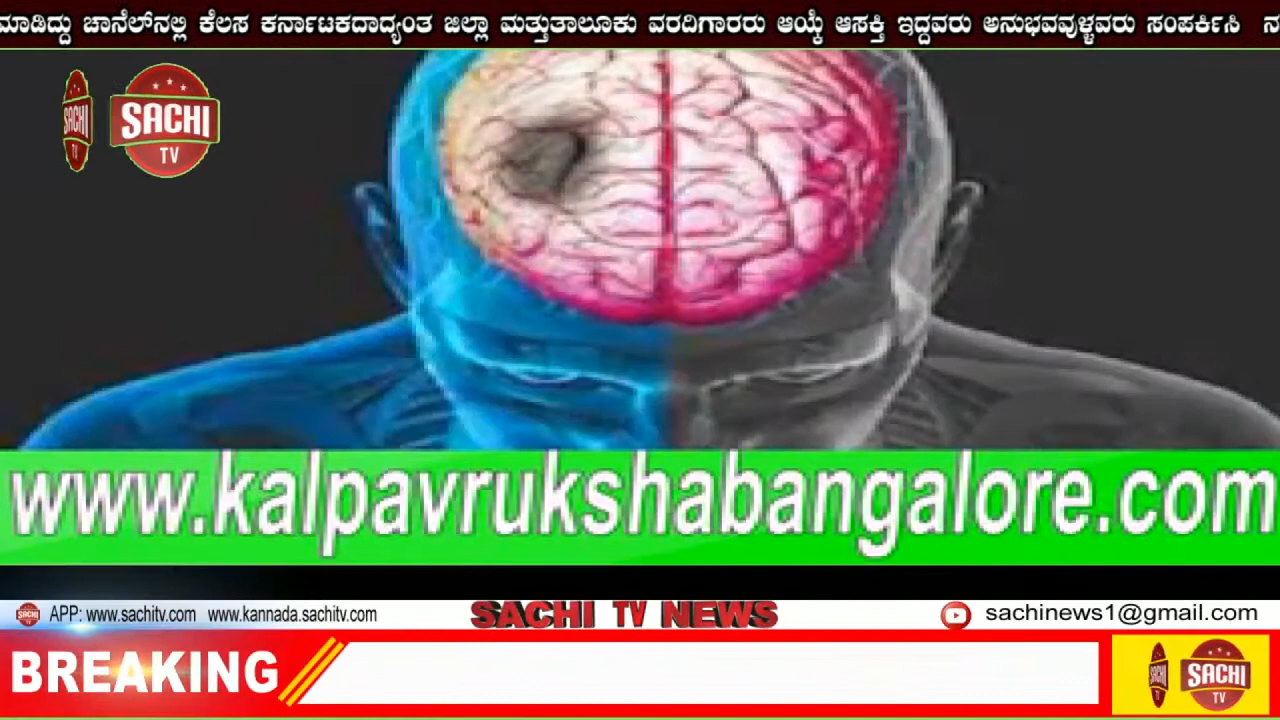 ಮಾಡಿದ್ದು ಚಾನೆಲ್‌ನಲ್ಲಿ ಕೆಲಸ ಕರ್ನಾಟಕದಾದ್ಯಂತ ಜಿಲ್ಲಾ ಮತ್ತುತಾಲೂಕು ವರದಿಗಾರರು ಆಯ್ಕೆ ಆಸಕ್ತಿ ಇದ್ದವರು ಅನುಭವವುಳ್ಳವರು ಸಂಪರ್ಕಿಸಿ
SACHI TV
SACHI TV
www.kalpavrukshabangalore.com
SACHI TV APP: www.sachitv.com www.kannada.sachitv.com
SACHI TV NEWS
sachinews1@gmail.com
BREAKING
SACHI TV
SACHI TV